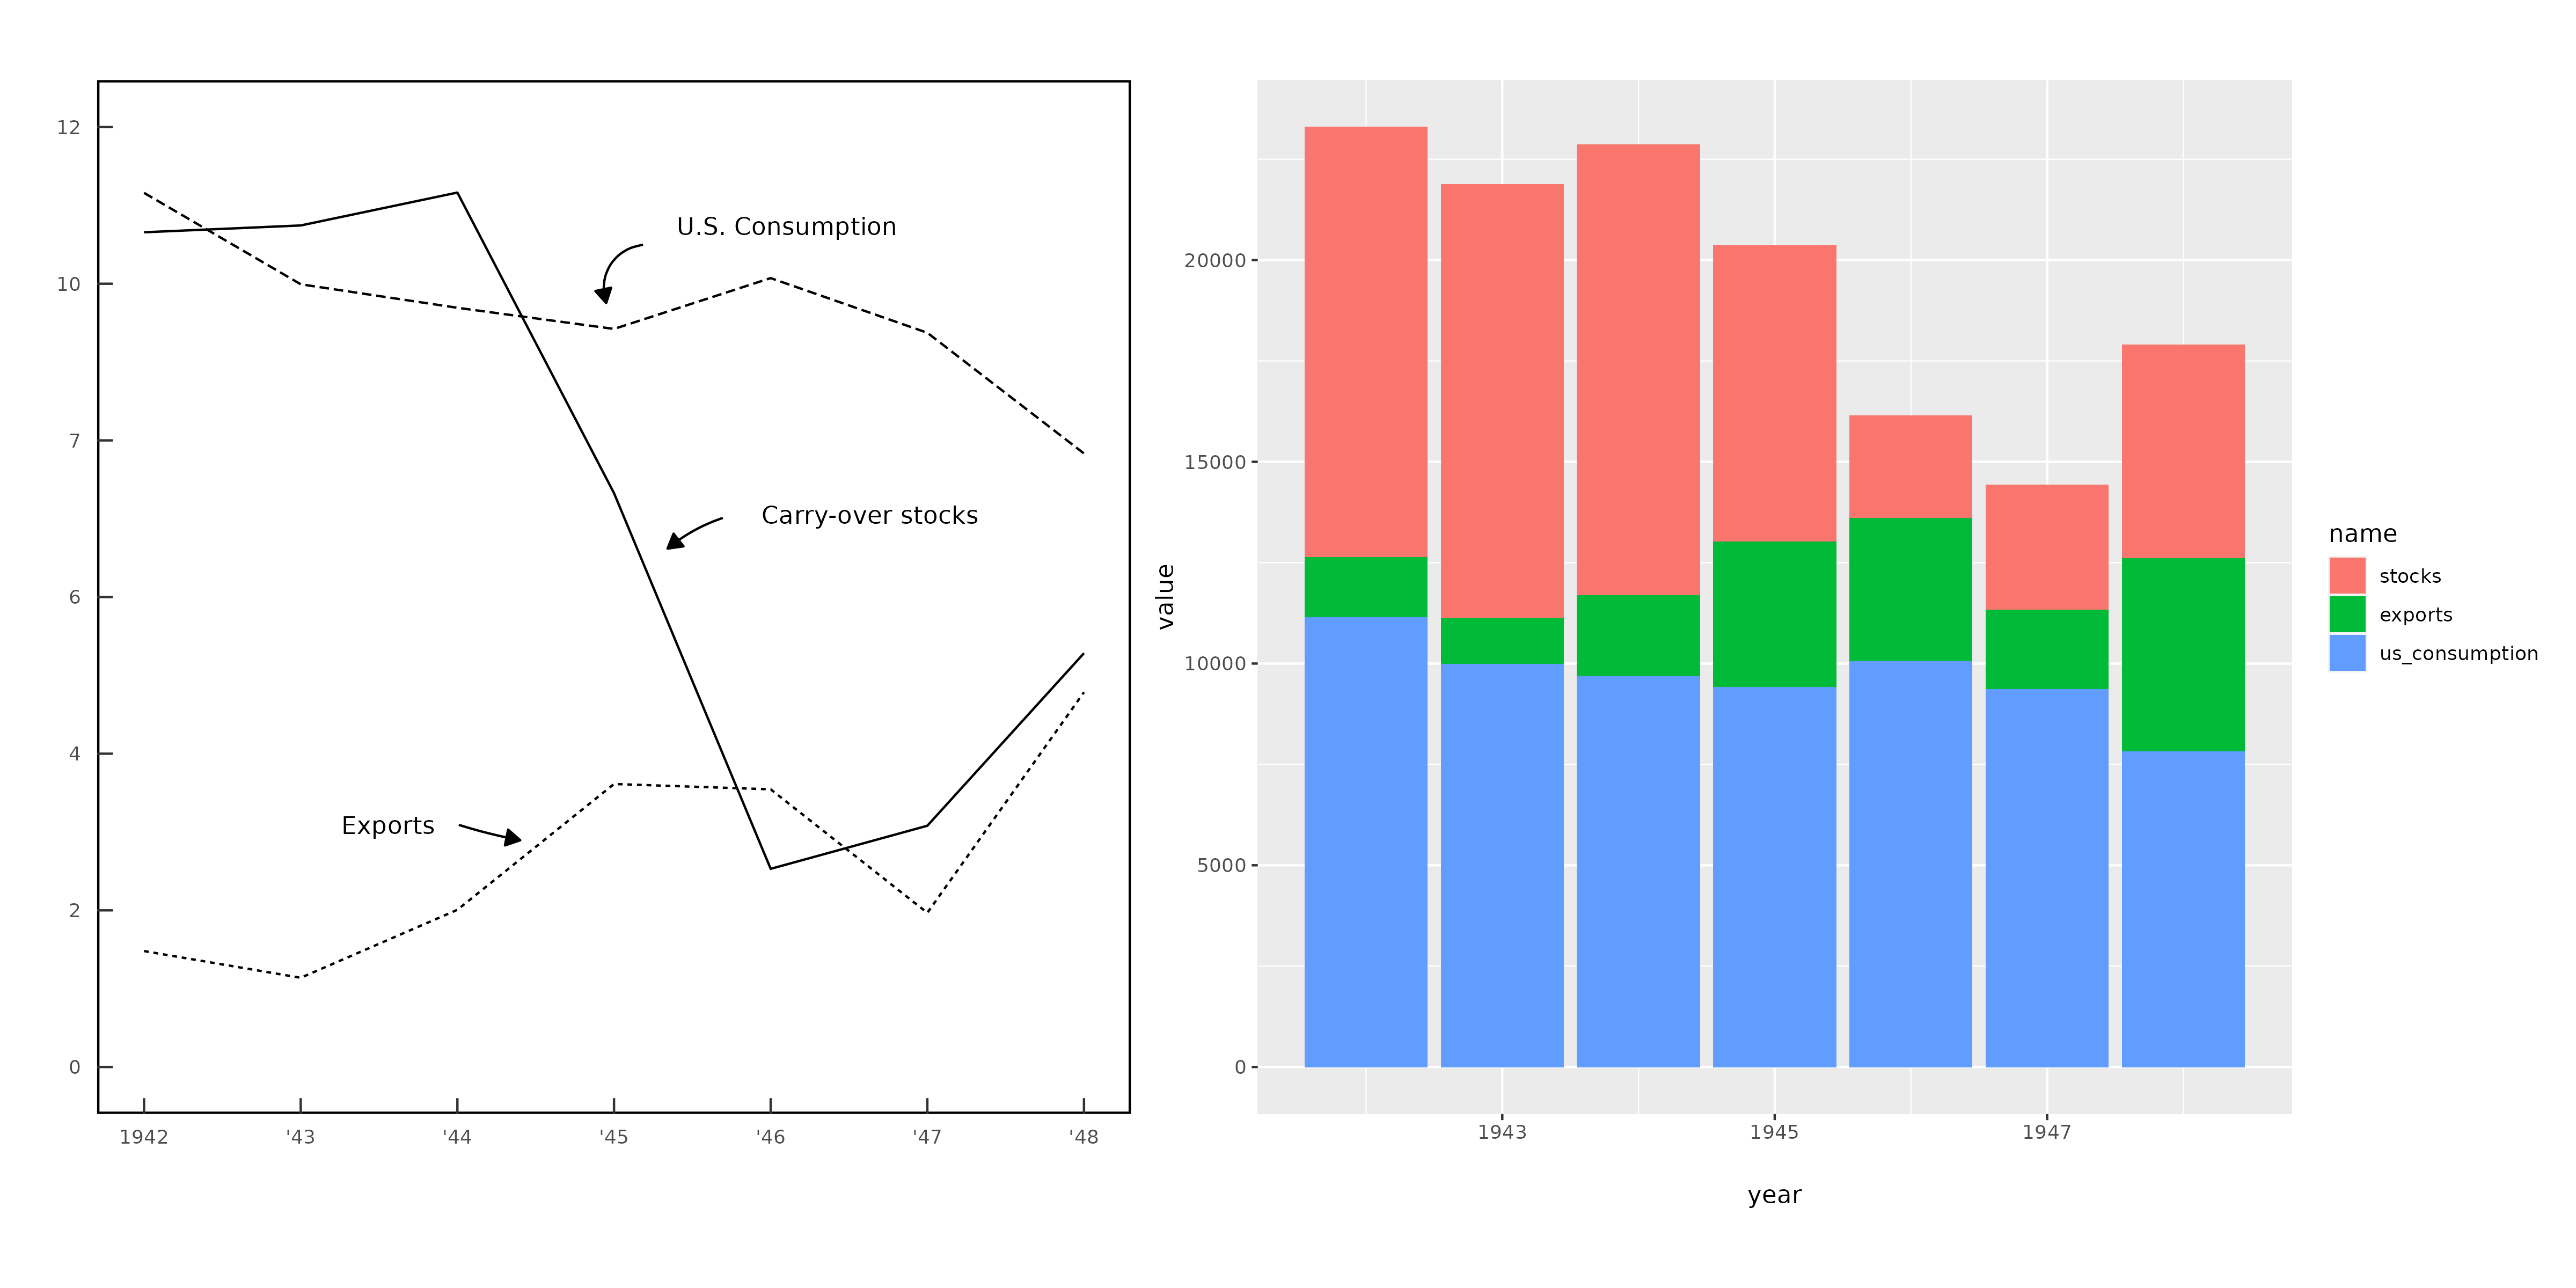 12
10
7
6
4
2
0
1942 '43 '44 '45 '46 '47 '48
U.S. Consumption
Carry-over stocks
Exports
value
20000
15000
10000
5000
0
1943 1945 1947
year
name
stocks
exports
us_consumption